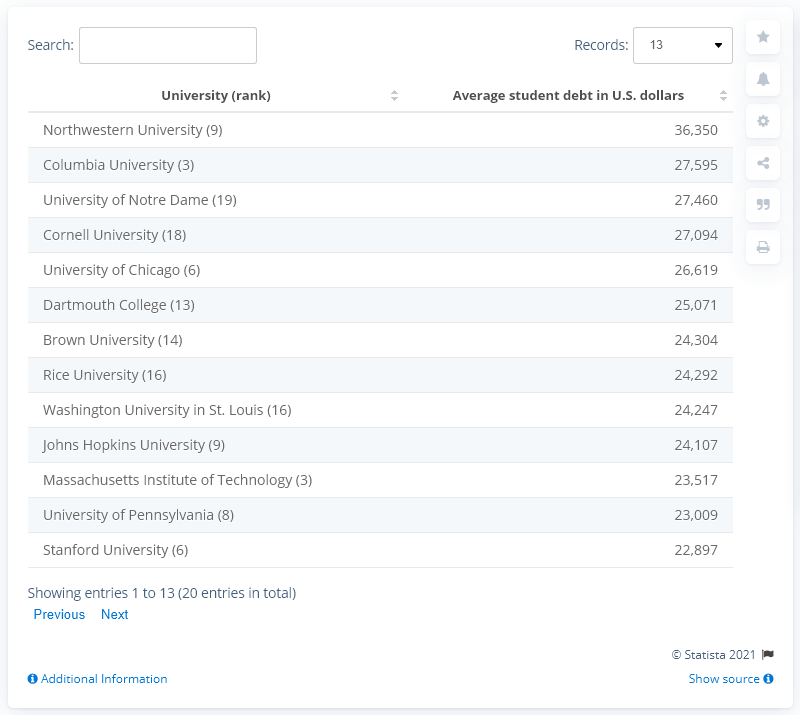 Search:
Records: 13
University (rank) Average student debt in U.S. dollars
Northwestern University (9) 36,350
Columbia University (3) 27,595
University of Notre Dame (19) 27,460
Cornell University (18) 27,094
University of Chicago (6) 26,619
Dartmouth College (13) 25,071
Brown University (14) 24,304
Rice University (16) 24,292
Washington University in St. Louis (16) 24,247
Johns Hopkins University (9) 24,107
Massachusetts Institute of Technology (3) 23,517
University of Pennsylvania (8) 23,009
Stanford University (6) 22,897
Showing entries 1 to 13 (20 entries in total)
Previous Next
© Statista 2021
Additional Information
Show source